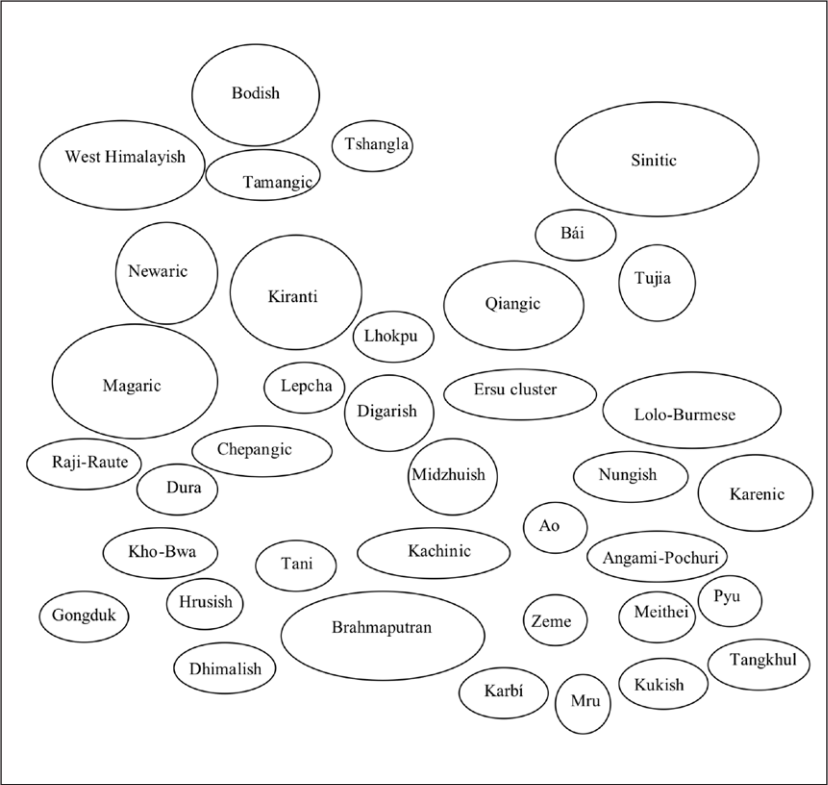 Bodish
Tshangla
West Himalayish
Sinitic
Tamangic
Bái
Newaric
Tujia
Kiranti
Qiangic
Lhokpu
Magaric
Lepcha
Ersu cluster
Digarish
Lolo-Burmese
Chepangic
Raji-Raute
Midzhuish
Nungish
Dura
Karenic
Ao
Kho-Bwa
Kachinic
Angami-Pochuri
Tani
Pyu
Hrusish
Gongduk
Meithei
Zeme
Brahmaputran
Tangkhul
Dhimalish
Kukish
Karbí
Mru